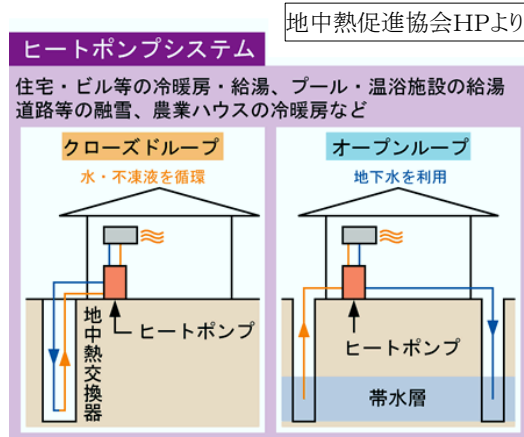 地中熱促進協会HPより
ヒートポンプシステム
住宅・ビル等の冷暖房・給湯、プール・温浴施設の給湯
道路等の融雪、農業ハウスの冷暖房など
クローズドループ
水・不凍液を循環
ヒートポンプ
地中熱交換器
オープンループ
地下水を利用
ヒートポンプ
帯水層